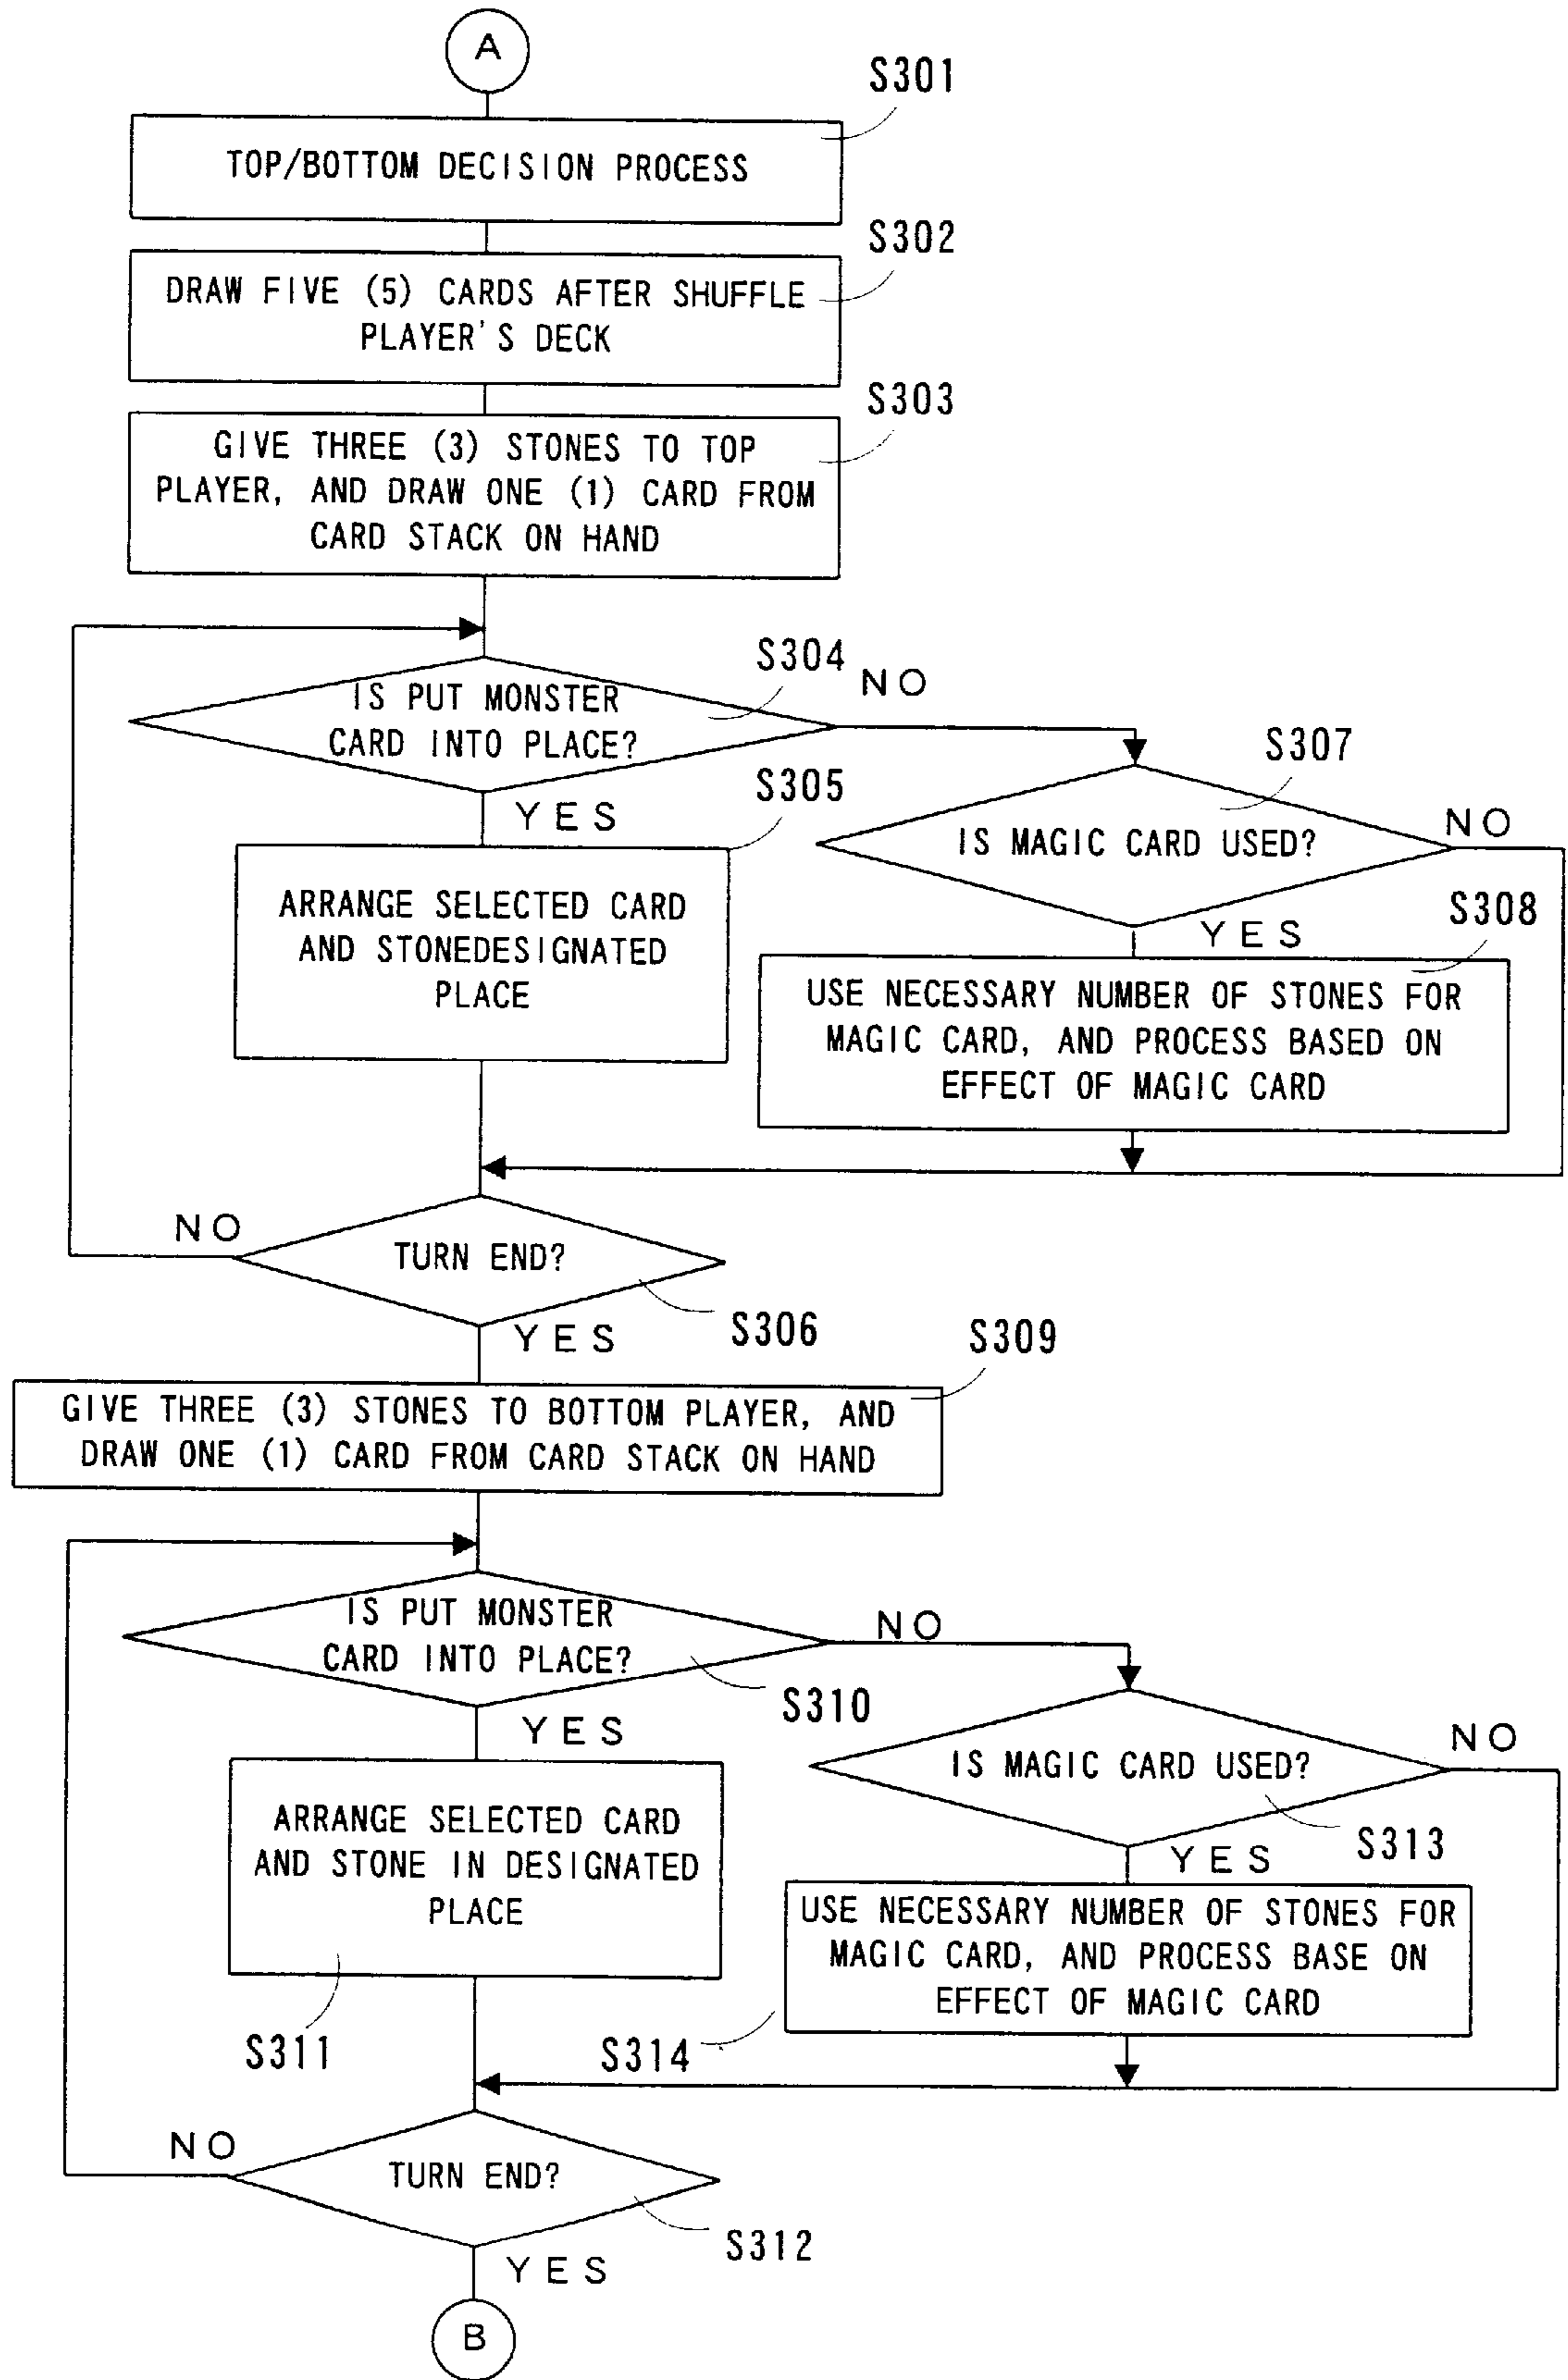 A
S301
TOP/BOTTOM DECISION PROCESS
S302
DRAW FIVE (5) CARDS AFTER SHUFFLE
PLAYER'S DECK
S303
GIVE THREE (3) STONES TO TOP
PLAYER, AND DRAW ONE (1) CARD FROM
CARD STACK ON HAND
S304
NO
IS PUT MONSTER
CARD INTO PLACE?
S307
S305
YES
IS MAGIC CARD USED?
NO
ARRANGE SELECTED CARD
AND STONEDESIGNATED
PLACE
S308
YES
USE NECESSARY NUMBER OF STONES FOR
MAGIC CARD, AND PROCESS BASED ON
EFFECT OF MAGIC CARD
NO
TURN END?
S306
YES
S309
GIVE THREE (3) STONES TO BOTTOM PLAYER, AND
DRAW ONE (1) CARD FROM CARD STACK ON HAND
IS PUT MONSTER
CARD INTO PLACE?
NO
S310
YES
IS MAGIC CARD USED?
NO
ARRANGE SELECTED CARD
AND STONE IN DESIGNATED
PLACE
S313
YES
USE NECESSARY NUMBER OF STONES FOR
MAGIC CARD, AND PROCESS BASE ON
EFFECT OF MAGIC CARD
S311
S314
NO
TURN END?
S312
YES
B